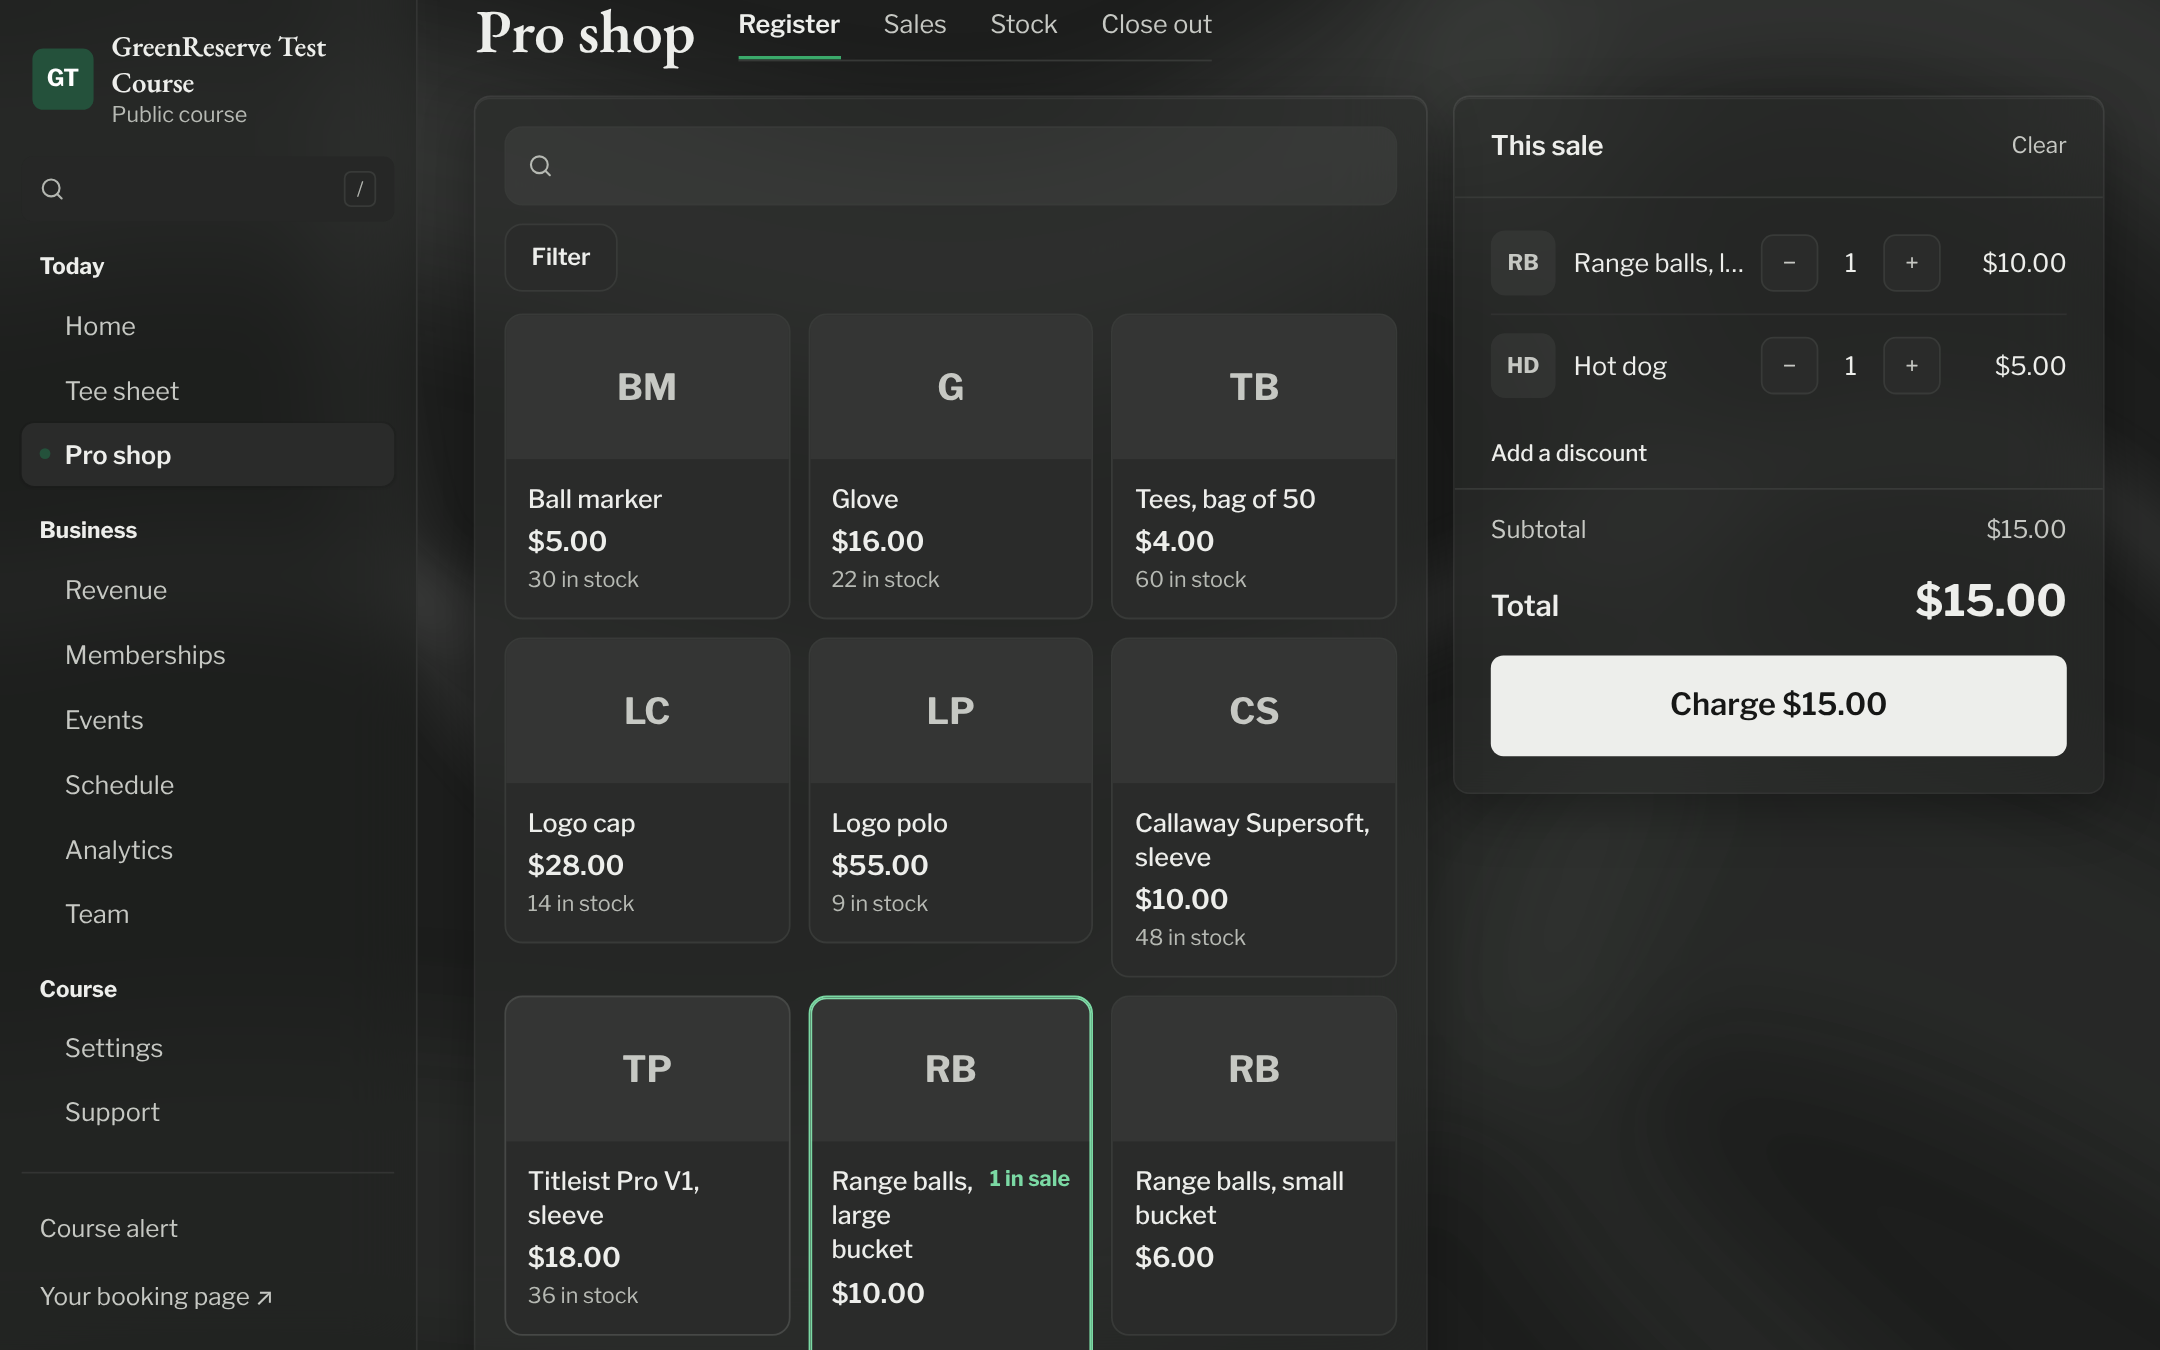 GT
GreenReserve Test
Course
Public course
/
Today
Home
Tee sheet
Pro shop
Business
Revenue
Memberships
Events
Schedule
Analytics
Team
Course
Settings
Support
Course alert
Your booking page ↗
Pro shop
Register
Sales
Stock
Close out
Filter
BM
Ball marker
$5.00
30 in stock
G
Glove
$16.00
22 in stock
TB
Tees, bag of 50
$4.00
60 in stock
LC
Logo cap
$28.00
14 in stock
LP
Logo polo
$55.00
9 in stock
CS
Callaway Supersoft,
sleeve
$10.00
48 in stock
TP
Titleist Pro V1,
sleeve
$18.00
36 in stock
RB
Range balls, 1 in sale
large
bucket
$10.00
RB
Range balls, small
bucket
$6.00
This sale
Clear
RB Range balls, l... − 1 + $10.00
HD Hot dog − 1 + $5.00
Add a discount
Subtotal $15.00
Total $15.00
Charge $15.00